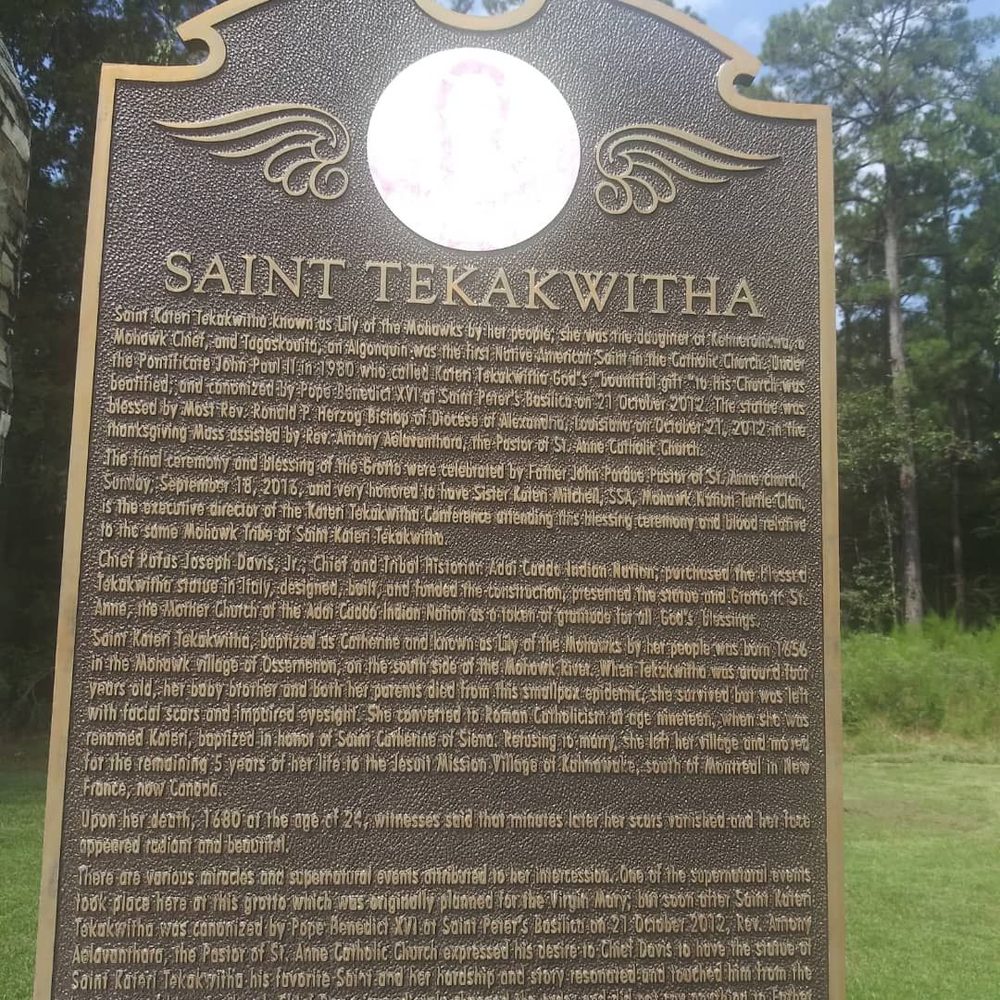 SAINT TEKAKWITHA
Saint Kateri Tekakwitha known as Lily of the Mohawks by her people, she was the daughter of Kenneronkwa, a
Mohawk Chief, and Tagaskouita, an Algonquin was the first Native American Saint in the Catholic Church. Under
the Pontificate John Paul II in 1980 who called Kateri Tekakwitha God's "bountiful gift" to His Church was
beatified, and canonized by Pope Benedict XVI at Saint Peter's Basilica on 21 October 2012. The statue was
blessed by Most Rev. Ronald P. Herzog Bishop of Diocese of Alexandria, Louisiana on October 21, 2012 in the
thanksgiving Mass assisted by Rev. Antony Aelavanthara, the Pastor of St. Anne Catholic Church.
The final ceremony and blessing of the Grotto were celebrated by Father John Pardue Pastor of St. Anne church,
Sunday, September 18, 2016, and very honored to have Sister Kateri Mitchell, SSA, Mohawk Nation Turtle Clan,
is the executive director of the Kateri Tekakwitha Conference attending this blessing ceremony and blood relative
to the same Mohawk Tribe of Saint Kateri Tekakwitha.
Chief Rufus Joseph Davis, Jr., Chief and Tribal Historian Adai Caddo Indian Nation, purchased the Blessed
Tekakwitha statue in Italy, designed, built, and funded the construction, presented the statue and Grotto to St.
Anne, the Mother Church of the Adai Caddo Indian Nation as a token of gratitude for all God's Blessings.
Saint Kateri Tekakwitha, baptized as Catherine and known as Lily of the Mohawks by her people was born 1656
in the Mohawk village of Ossernenon, on the south side of the Mohawk River. When Tekakwitha was around four
years old, her baby brother and both her parents died from this smallpox epidemic, she survived but was left
with facial scars and impaired eyesight. She converted to Roman Catholicism at age nineteen, when she was
renamed Kateri, baptized in honor of Saint Catherine of Siena. Refusing to marry, she left her village and moved
for the remaining 5 years of her life to the Jesuit Mission Village of Kahnawake, south of Montreal in New
France, now Canada.
Upon her death, 1680 at the age of 24, witnesses said that minutes later her scars vanished and her face
appeared radiant and beautiful.
There are various miracles and supernatural events attributed to her intercession. One of the supernatural events
took place here at this grotto which was originally planned for the Virgin Mary, but soon after Saint Kateri
Tekakwitha was canonized by Pope Benedict XVI at Saint Peter's Basilica on 21 October 2012, Rev. Antony
Aelavanthara, the Pastor of St. Anne Catholic Church expressed his desire to Chief Davis to have the statue of
Saint Kateri Tekakwitha his favorite Saint and her hardship and story resonated and touched him from the